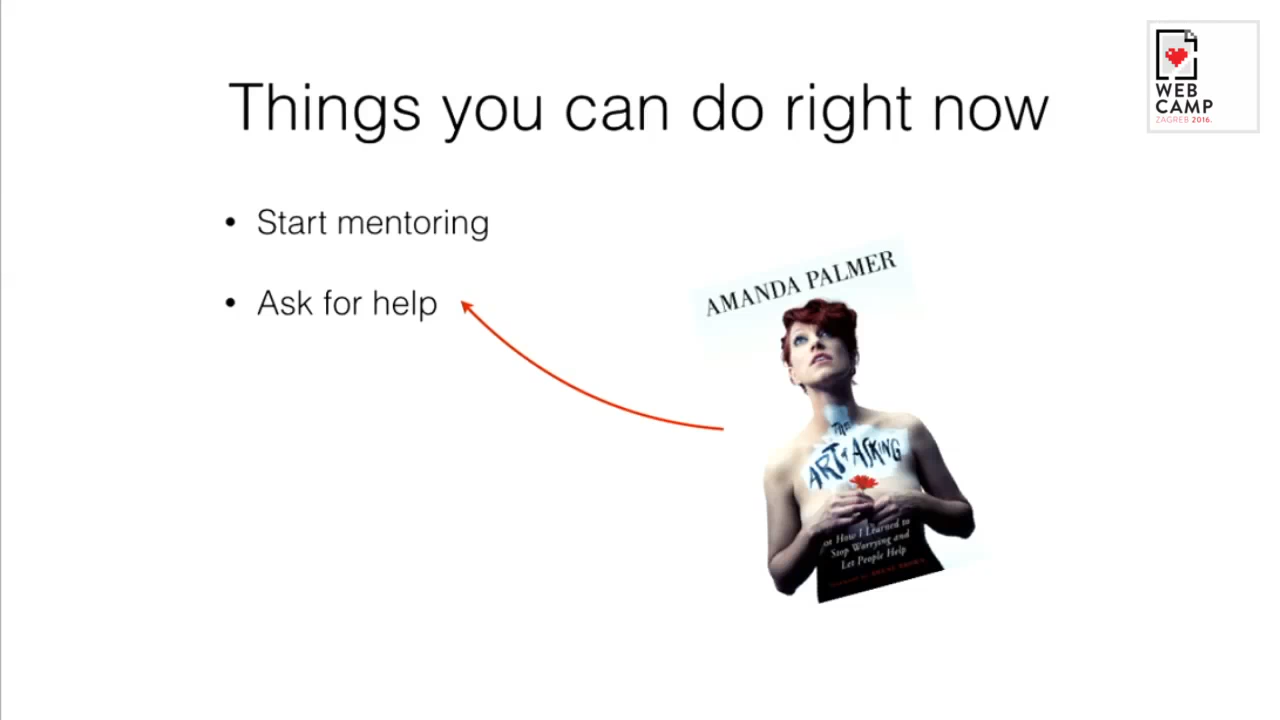 Things you can do right now
WEB
CAMP
ZAGREB 2016.
• Start mentoring
• Ask for help
AMANDA PALMER
THE
ART of ASKING
or How I Learned to
Stop Worrying and
Let People Help